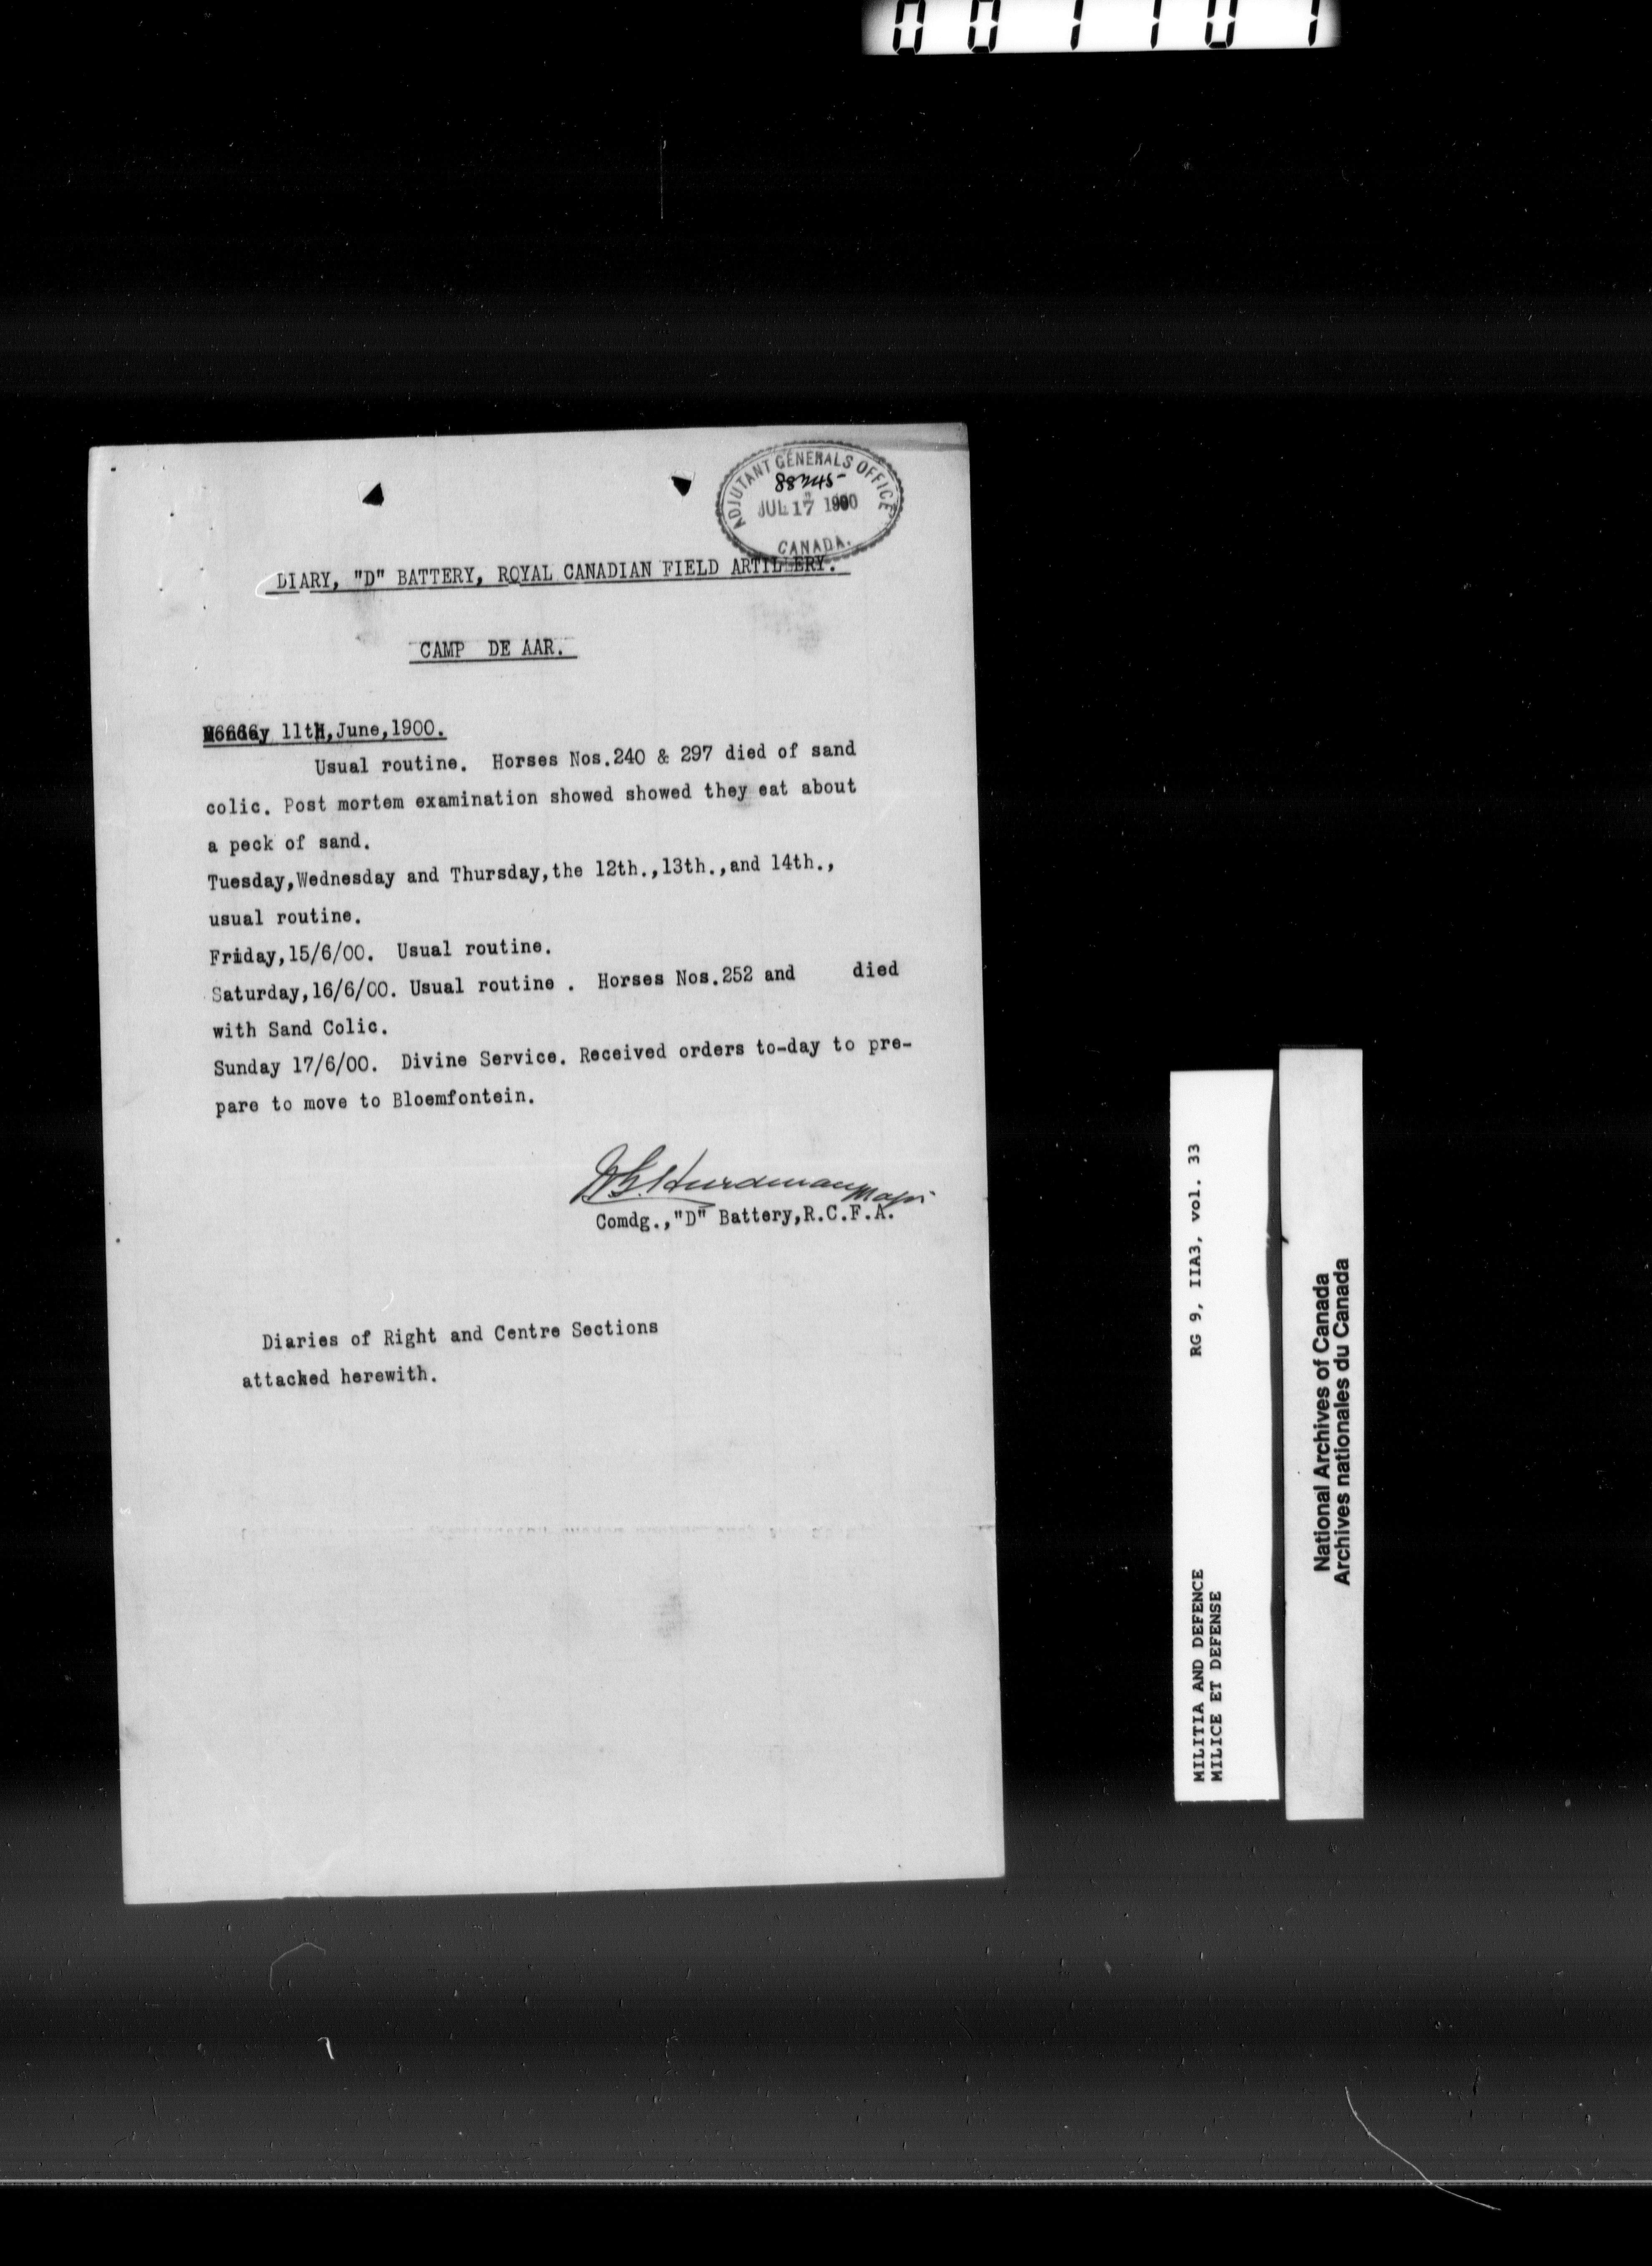 001101
ADJUTANT GENERALS OFFICE
JUL 17 1900
CANADA.
DIARY, "D" BATTERY, ROYAL CANADIAN FIELD ARTILLERY.
CAMP DE AAR.
Monday 11th,June,1900.
Usual routine. Horses Nos.240 & 297 died of sand
colic. Post mortem examination showed showed they eat about
a peck of sand.
Tuesday,Wednesday and Thursday,the 12th.,13th.,and 14th.,
usual routine.
Friday,15/6/00. Usual routine.
Saturday,16/6/00. Usual routine . Horses Nos.252 and died
with Sand Colic.
Sunday 17/6/00. Divine Service. Received orders to-day to pre-
pare to move to Bloemfontein.
Hurdman Major
Comdg.,"D" Battery,R.C.F.A.
Diaries of Right and Centre Sections
attacked herewith.
MILITIA AND DEFENCE RG 9, IIA3, vol. 33
MILICE ET DEFENSE
National Archives of Canada
Archives nationales du Canada